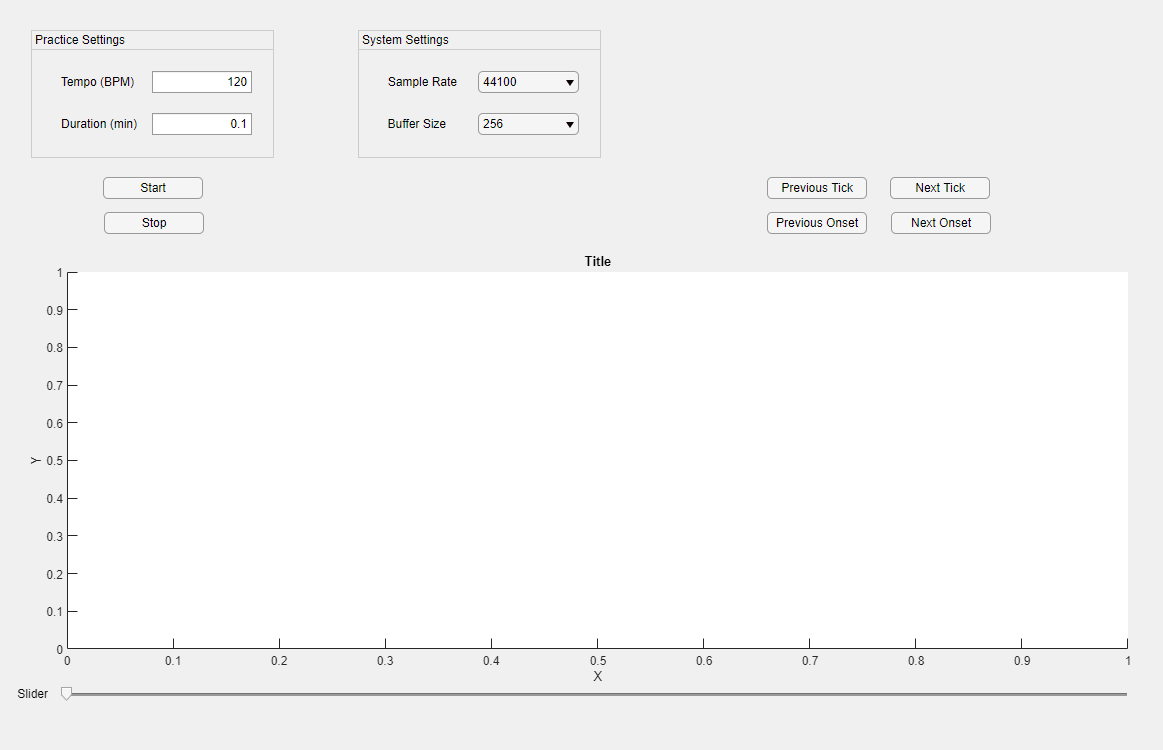 Practice Settings
Tempo (BPM) 120
Duration (min) 0.1
System Settings
Sample Rate 44100
Buffer Size 256
Start
Stop
Previous Tick Next Tick
Previous Onset Next Onset
Title
1
0.9
0.8
0.7
0.6
0.5
0.4
0.3
0.2
0.1
0
Y
0 0.1 0.2 0.3 0.4 0.5 0.6 0.7 0.8 0.9 1
X
Slider